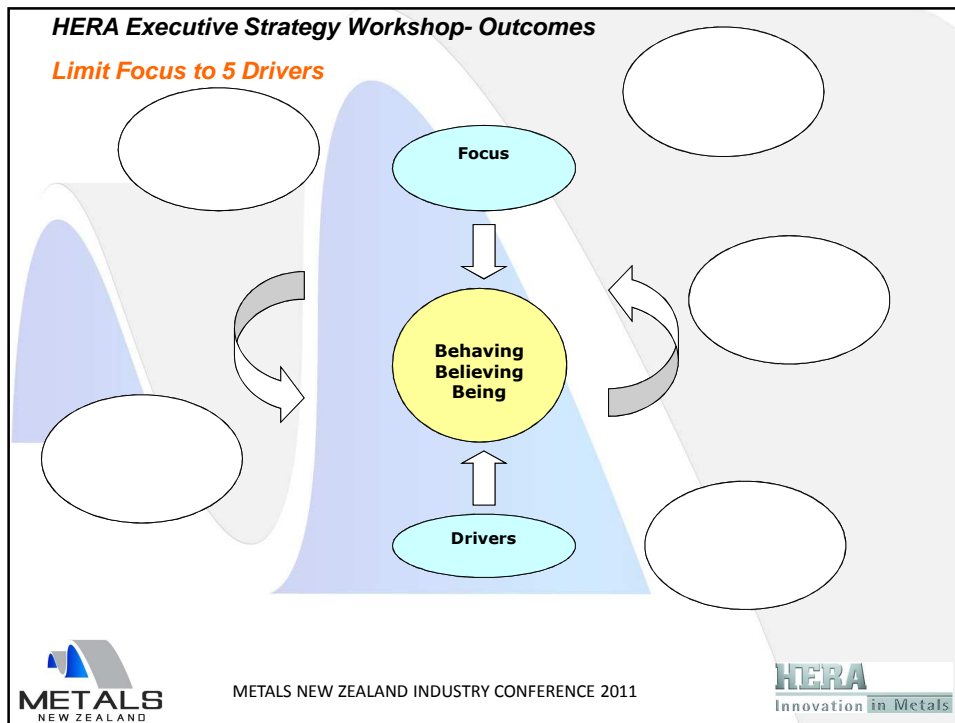 HERA Executive Strategy Workshop- Outcomes
Limit Focus to 5 Drivers
Focus
Behaving
Believing
Being
Drivers
METALS
NEW ZEALAND
METALS NEW ZEALAND INDUSTRY CONFERENCE 2011
HERA
Innovation in Metals